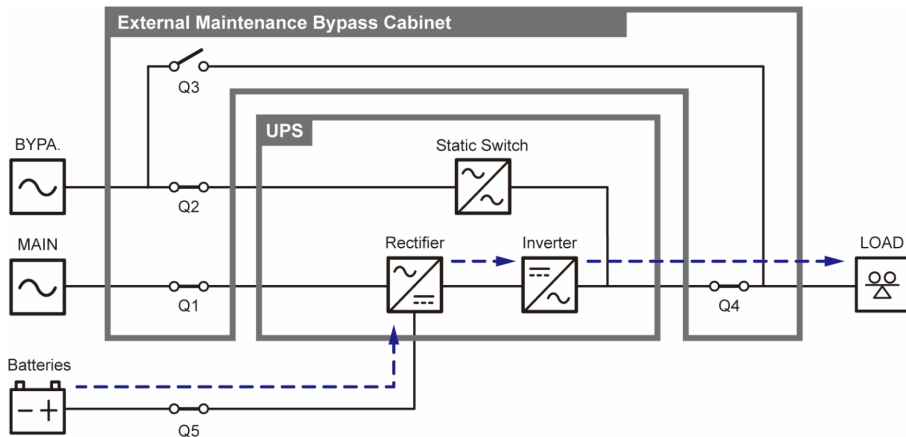 External Maintenance Bypass Cabinet
Q3
UPS
BYPA.
Static Switch
Q2
MAIN
Rectifier
Inverter
LOAD
Q1
Q4
Batteries
Q5